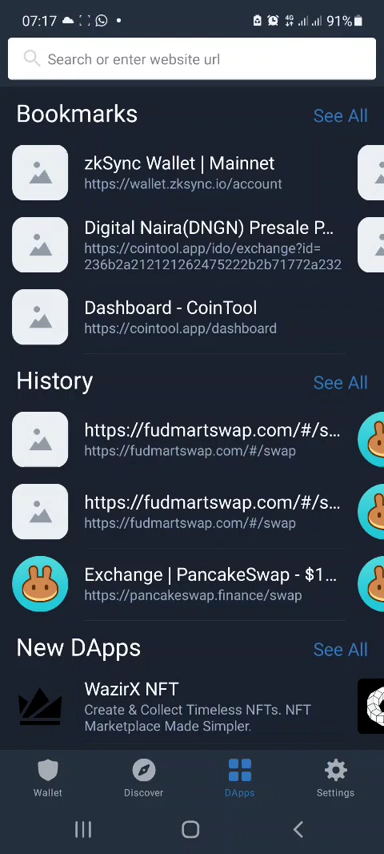 07:17
4G
91%
Search or enter website url
Bookmarks
See All
zkSync Wallet | Mainnet
https://wallet.zksync.io/account
Digital Naira(DNGN) Presale P...
https://cointool.app/ido/exchange?id=
236b2a212121262475222b2b71772a232
Dashboard - CoinTool
https://cointool.app/dashboard
History
See All
https://fudmartswap.com/#/s...
https://fudmartswap.com/#/swap
https://fudmartswap.com/#/s...
https://fudmartswap.com/#/swap
Exchange | PancakeSwap - $1...
https://pancakeswap.finance/swap
New DApps
See All
WazirX NFT
Create & Collect Timeless NFTs. NFT
Marketplace Made Simpler.
Wallet
Discover
DApps
Settings